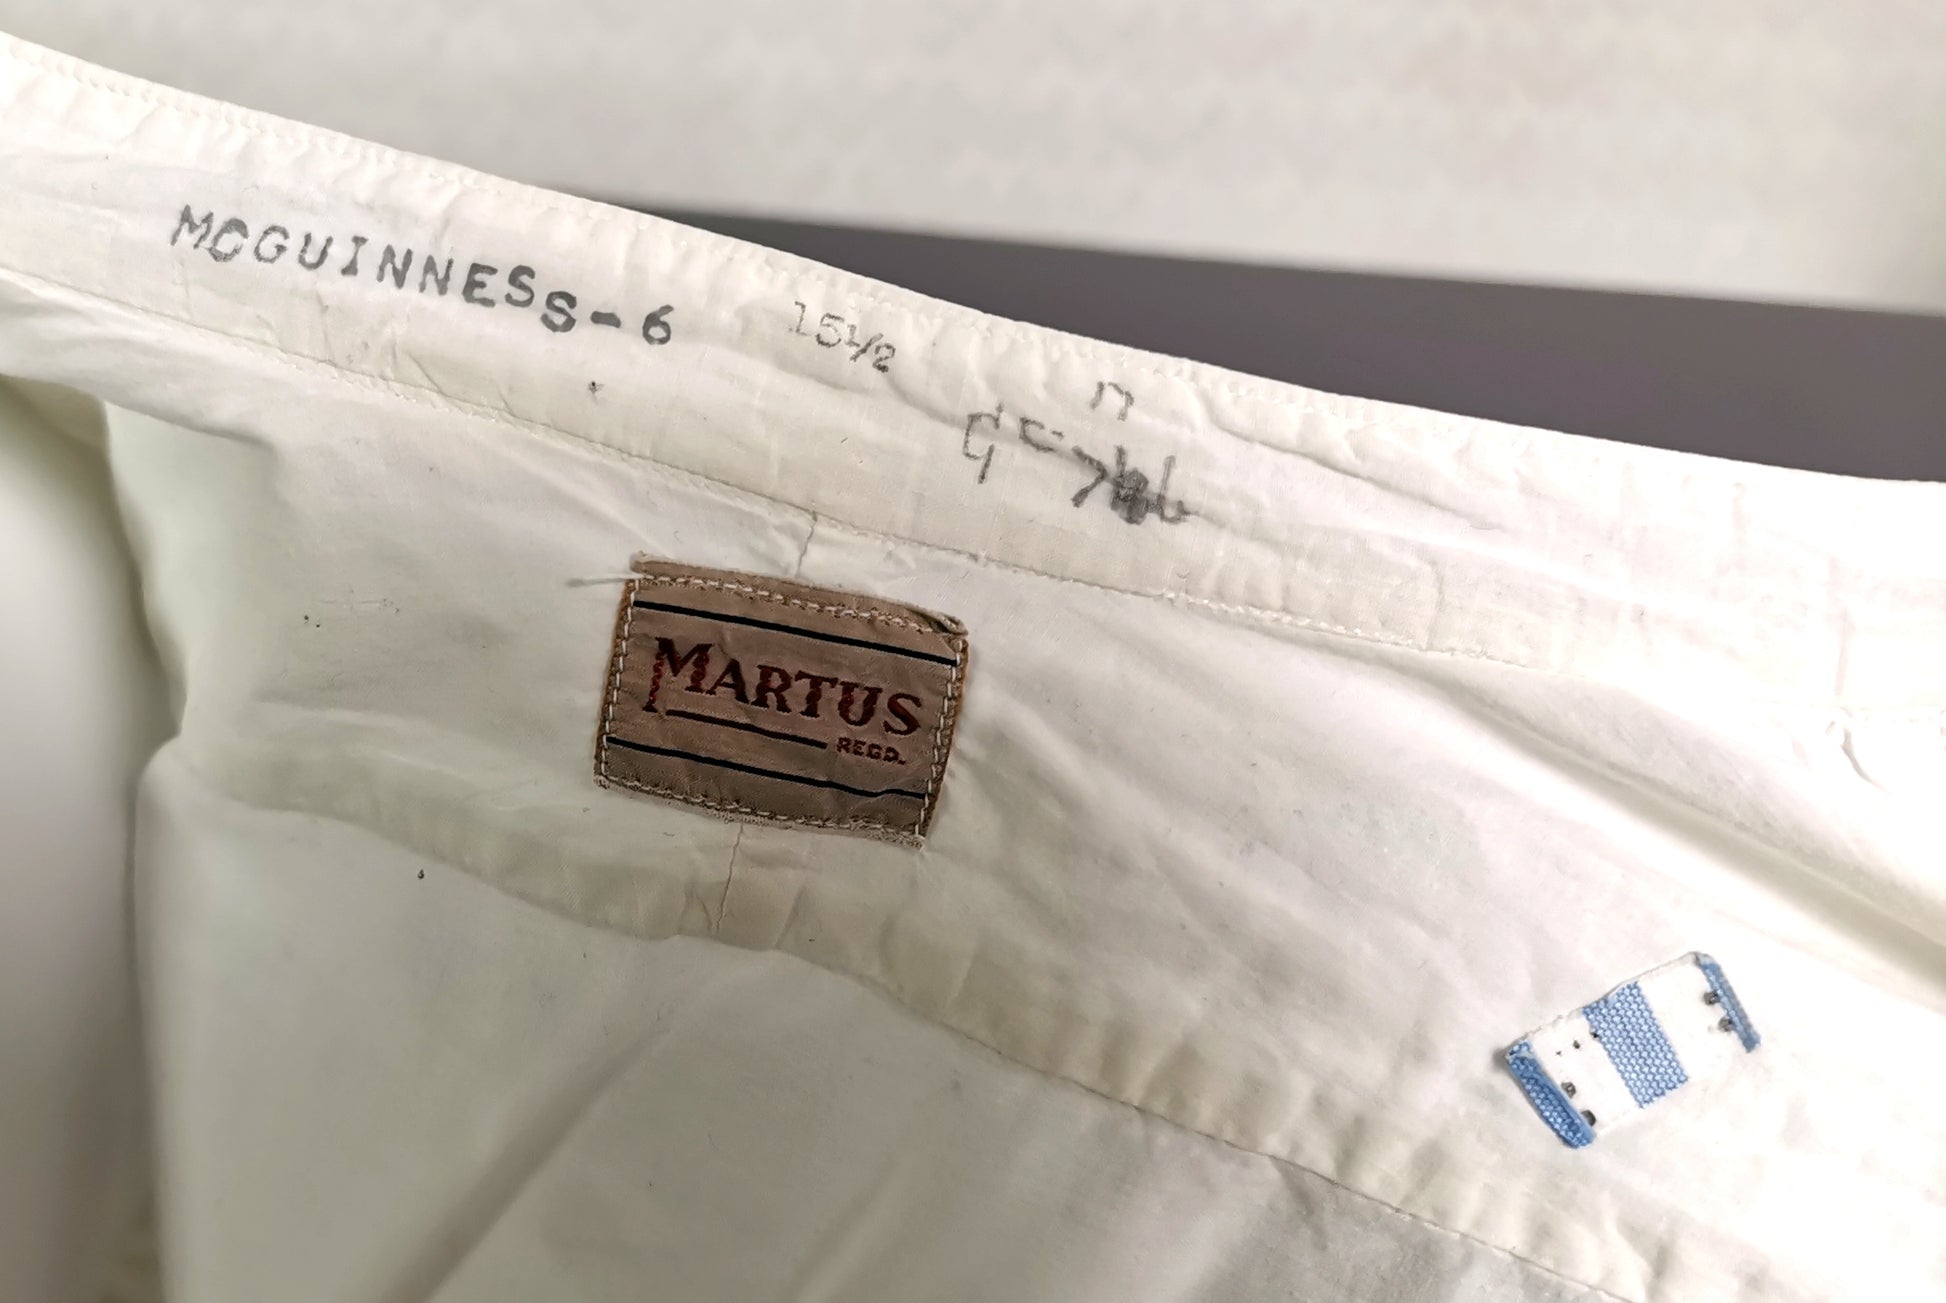 MCGUINNESS-6
15½
MARTUS
REGD.